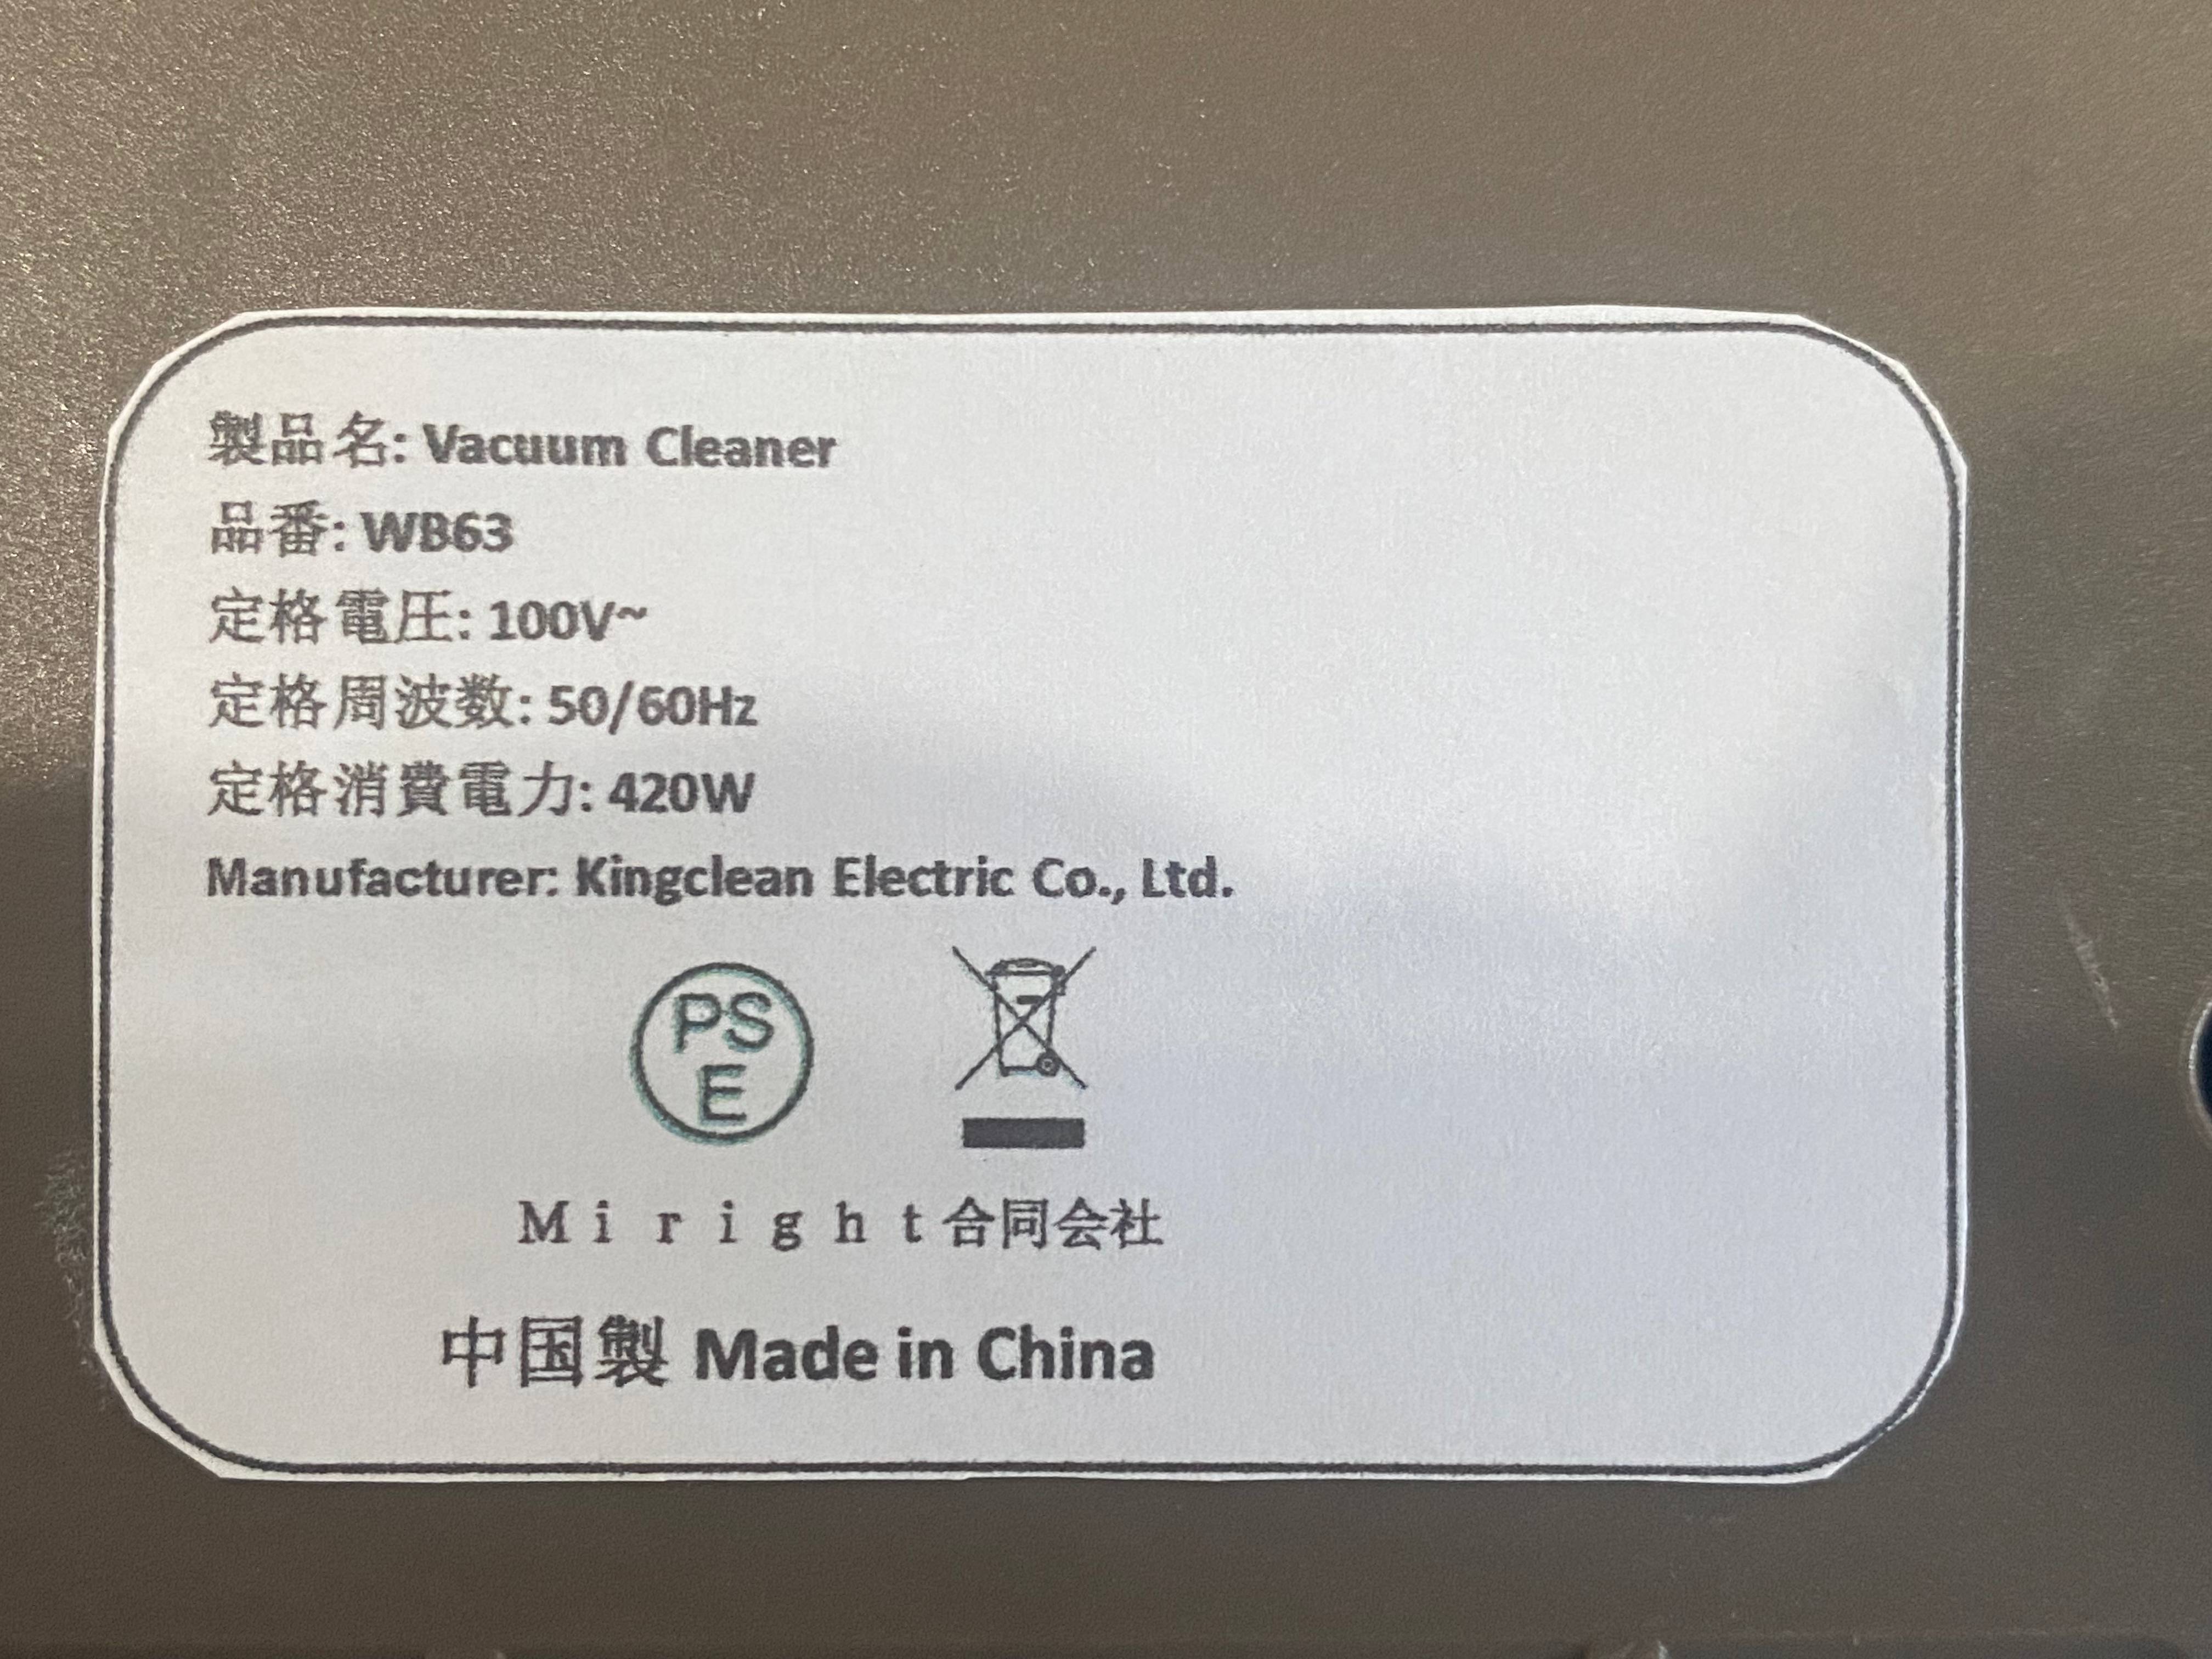 製品名: Vacuum Cleaner
品番: WB63
定格電圧: 100V~
定格周波数: 50/60Hz
定格消費電力: 420W
Manufacturer: Kingclean Electric Co., Ltd.
PS
E
Ｍｉｒｉｇｈｔ合同会社
中国製 Made in China